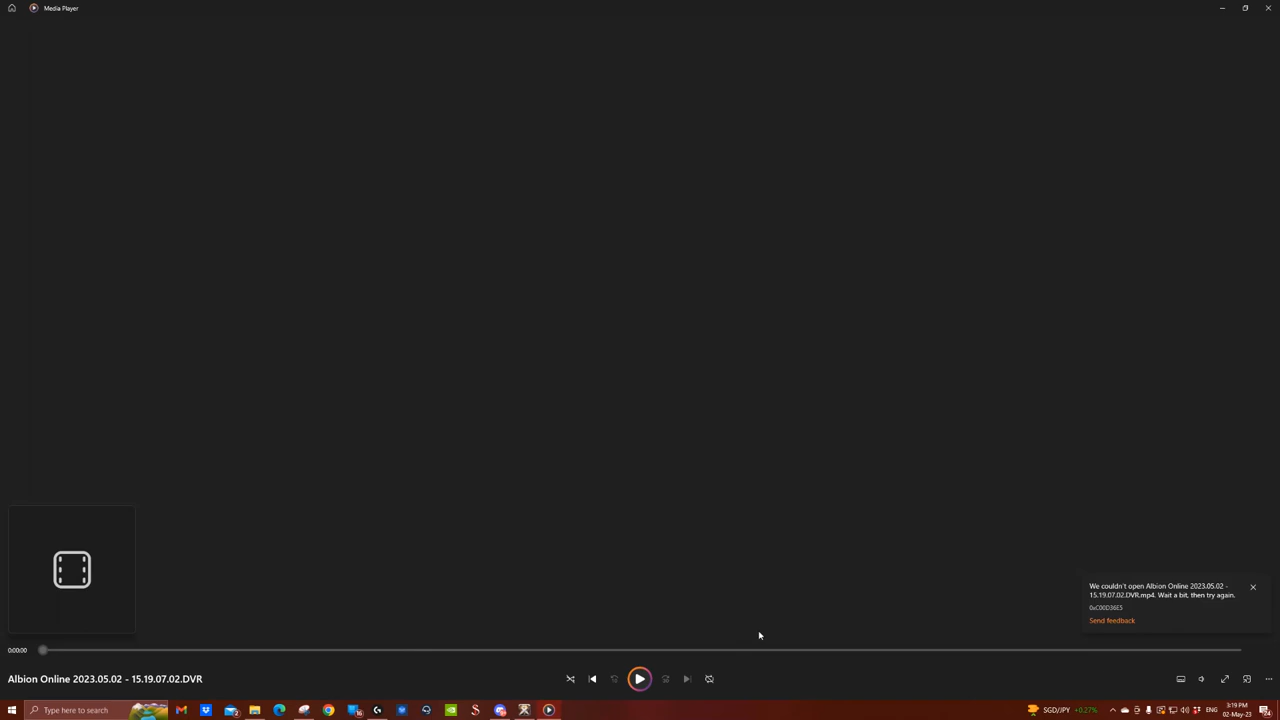 Media Player
We couldn't open Albion Online 2023.05.02 -
15.19.07.02.DVR.mp4. Wait a bit, then try again.
0xC00D36E5
Send feedback
0:00:00
Albion Online 2023.05.02 - 15.19.07.02.DVR
Type here to search
SGD/JPY +0.27%
ENG
3:19 PM
02-May-23